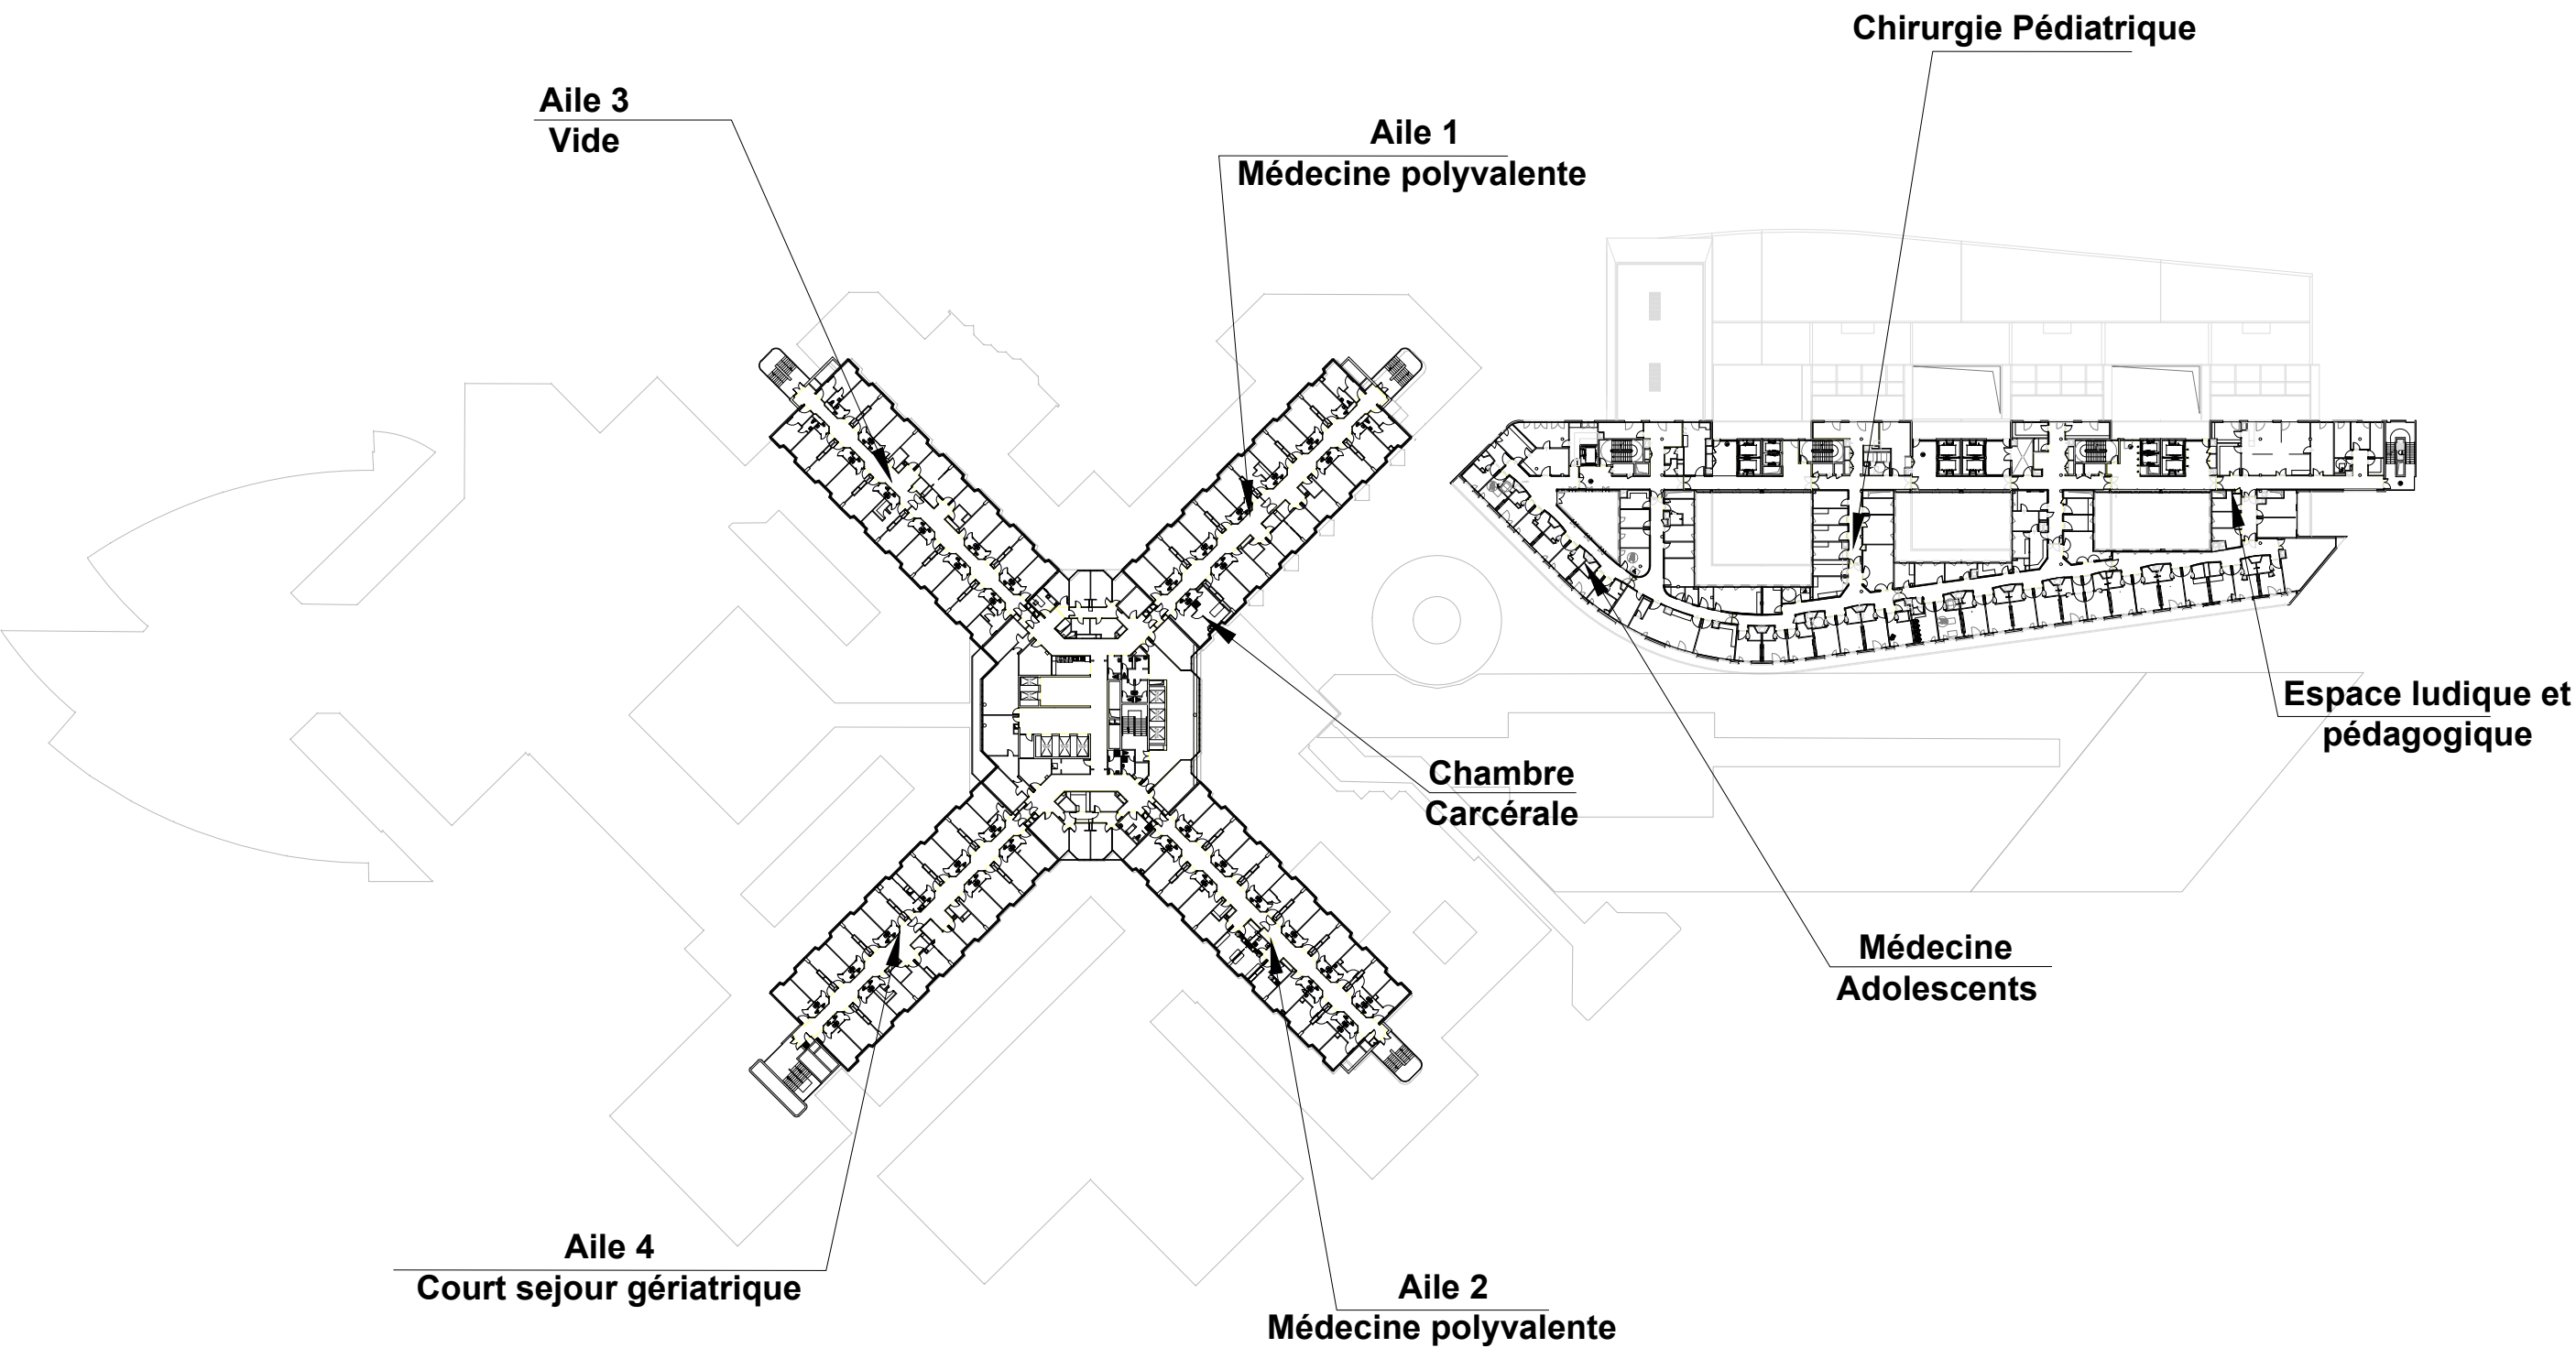 Chirurgie Pédiatrique
Aile 3
Vide
Aile 1
Médecine polyvalente
Espace ludique et
pédagogique
Chambre
Carcérale
Médecine
Adolescents
Aile 4
Court sejour gériatrique
Aile 2
Médecine polyvalente